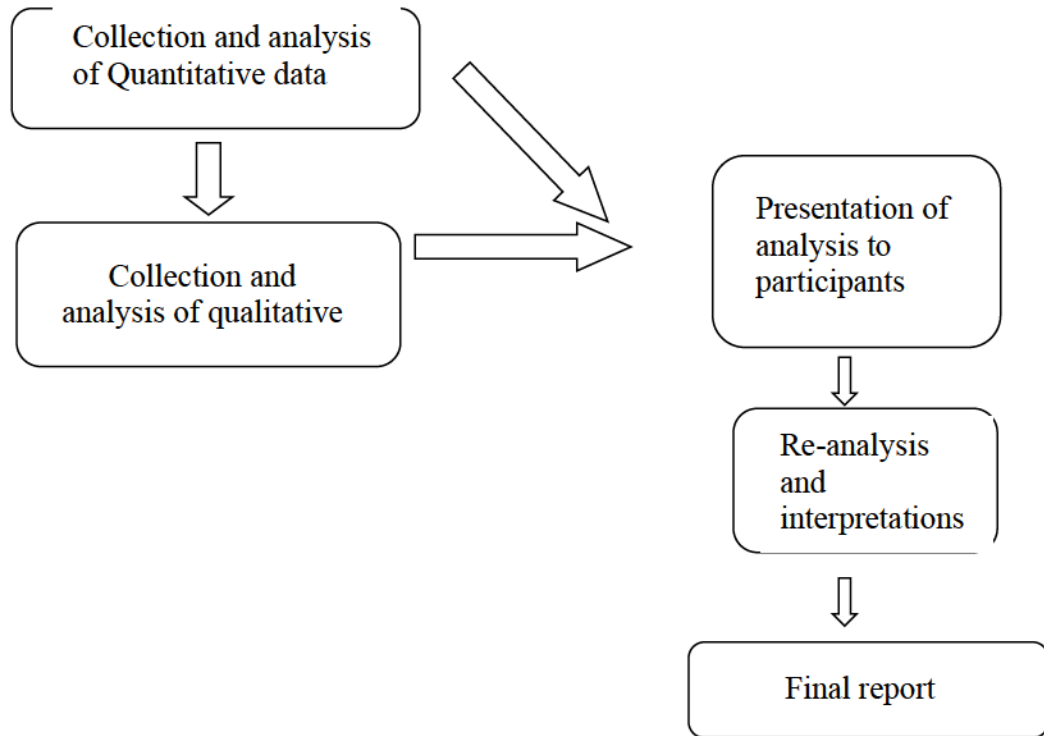 Collection and analysis
of Quantitative data
Collection and
analysis of qualitative
Presentation of
analysis to
participants
Re-analysis
and
interpretations
Final report